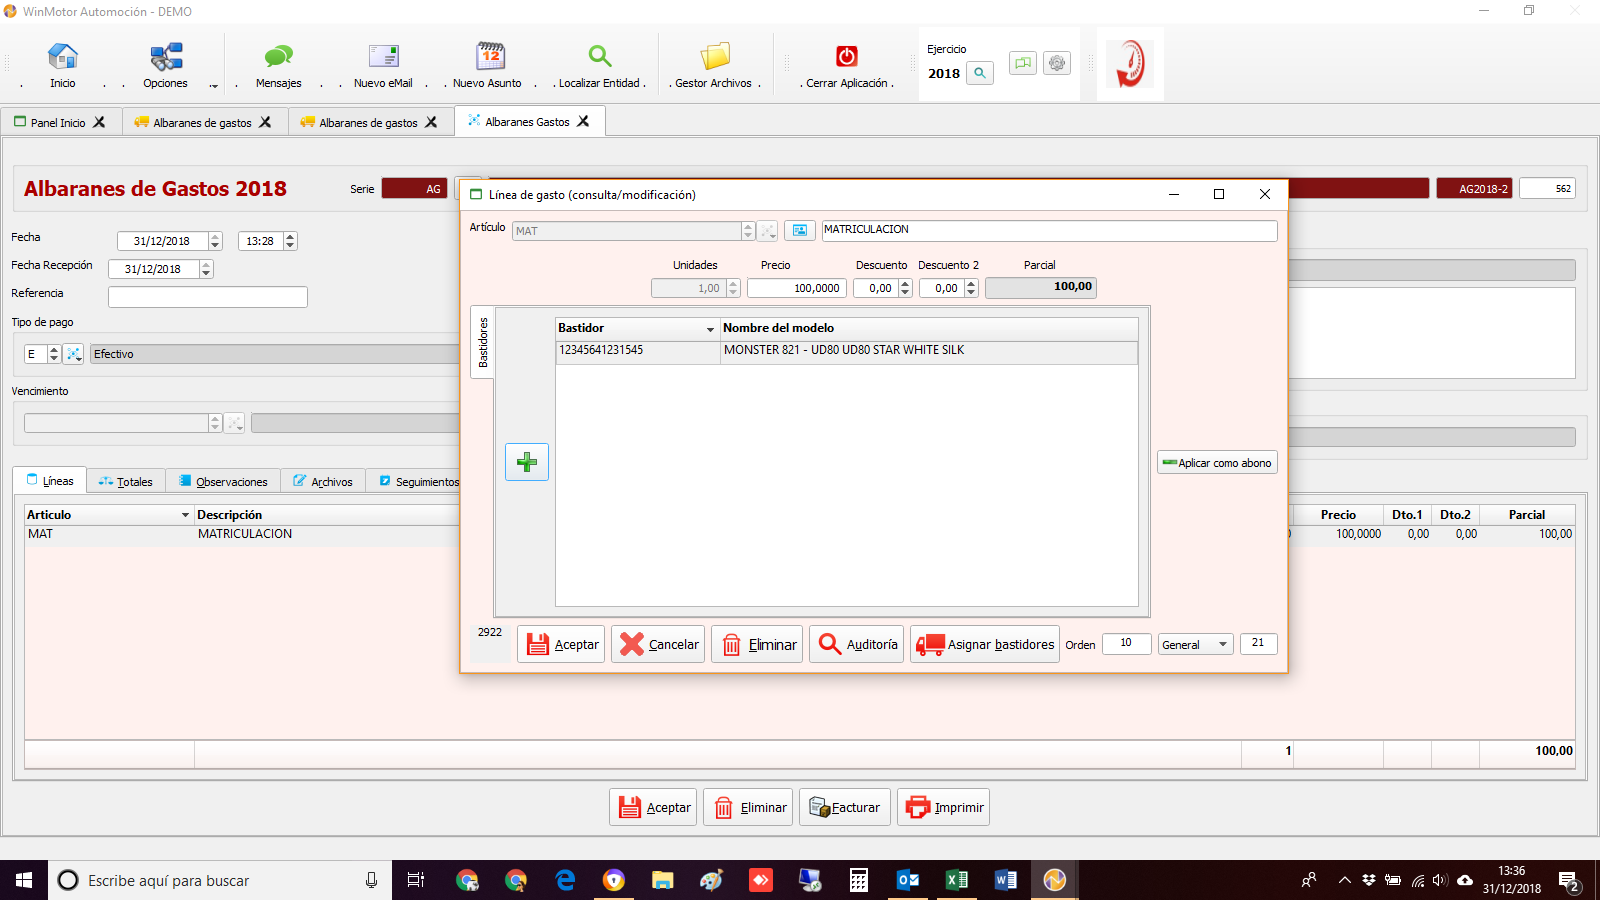 WinMotor Automoción - DEMO
Inicio
Opciones
Mensajes
Nuevo eMail
Nuevo Asunto
Localizar Entidad
Gestor Archivos
Cerrar Aplicación
Ejercicio
2018
Panel Inicio
Albaranes de gastos
Albaranes de gastos
Albaranes Gastos
Albaranes de Gastos 2018
Serie
AG
AG2018-2
562
Fecha
31/12/2018
13:28
Fecha Recepción
31/12/2018
Referencia
Tipo de pago
E
Efectivo
Vencimiento
Líneas
Totales
Observaciones
Archivos
Seguimientos
Articulo
Descripción
Precio
Dto.1
Dto.2
Parcial
MAT
MATRICULACION
100,0000
0,00
0,00
100,00
1
100,00
Aceptar
Eliminar
Facturar
Imprimir
Línea de gasto (consulta/modificación)
Artículo
MAT
MATRICULACION
Unidades
Precio
Descuento
Descuento 2
Parcial
1,00
100,0000
0,00
0,00
100,00
Bastidores
Bastidor
Nombre del modelo
12345641231545
MONSTER 821 - UD80 UD80 STAR WHITE SILK
Aplicar como abono
2922
Aceptar
Cancelar
Eliminar
Auditoría
Asignar bastidores
Orden
10
General
21
Escribe aquí para buscar
13:36
31/12/2018
2